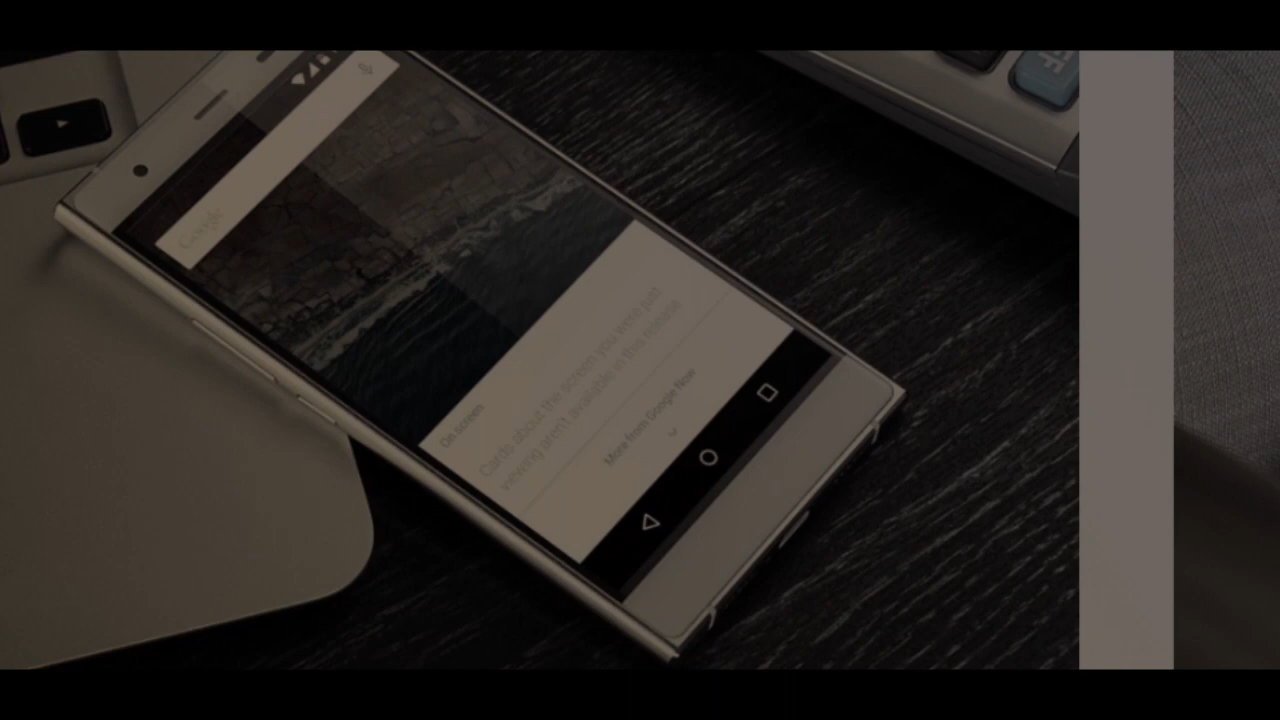 Google
On screen
Cards about the screen you were just
viewing aren't available in this mobile
More from Google Now